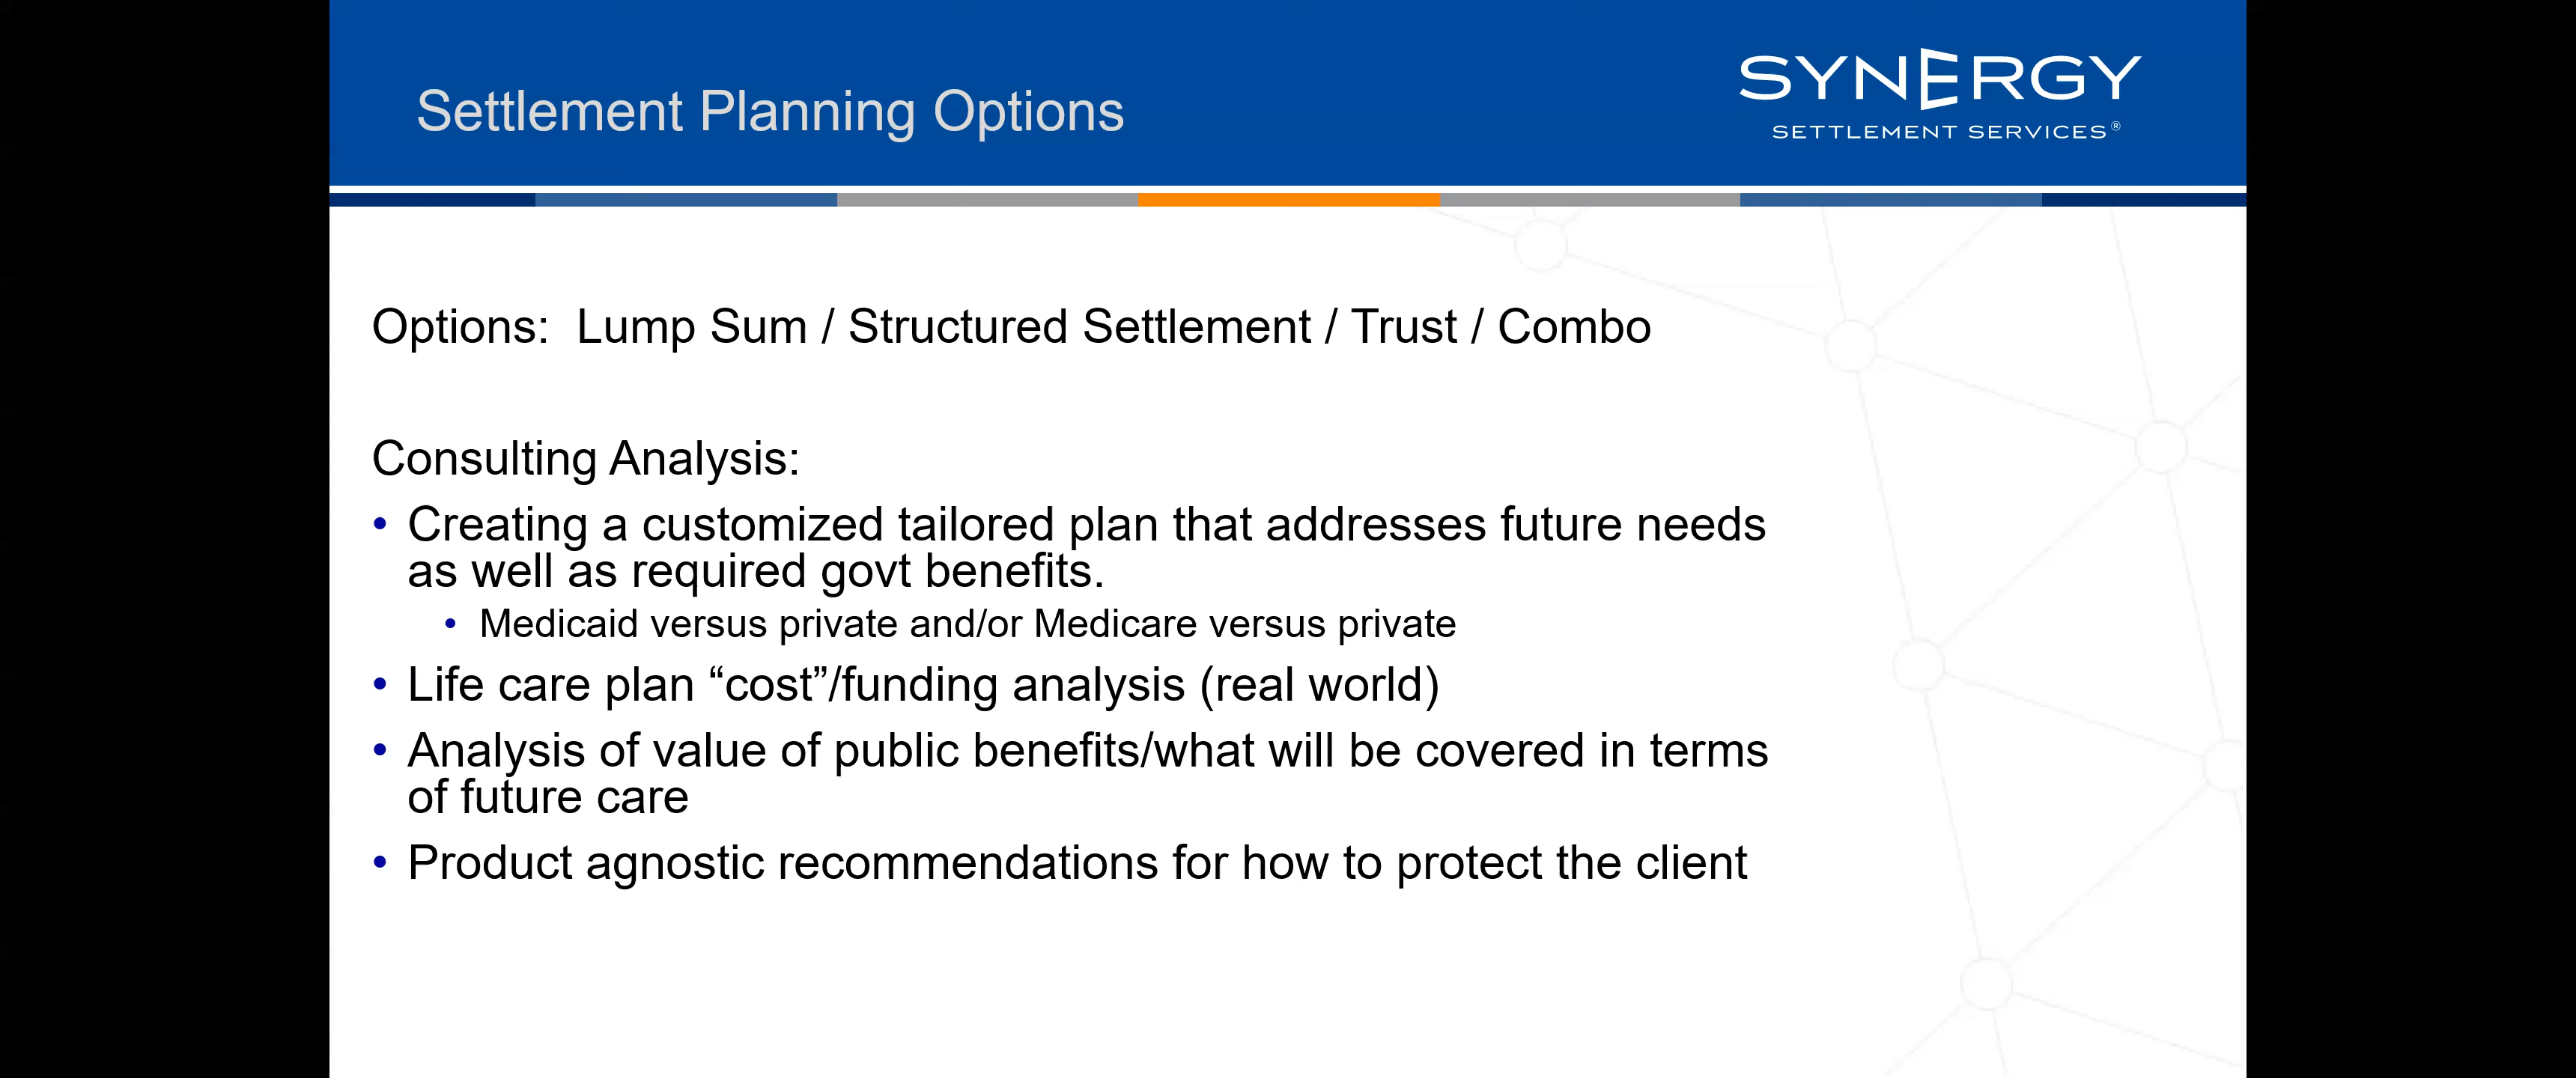 Settlement Planning Options
SYNERGY
SETTLEMENT SERVICES®
Options:  Lump Sum / Structured Settlement / Trust / Combo
Consulting Analysis:
• Creating a customized tailored plan that addresses future needs
as well as required govt benefits.
• Medicaid versus private and/or Medicare versus private
• Life care plan “cost”/funding analysis (real world)
• Analysis of value of public benefits/what will be covered in terms
of future care
• Product agnostic recommendations for how to protect the client